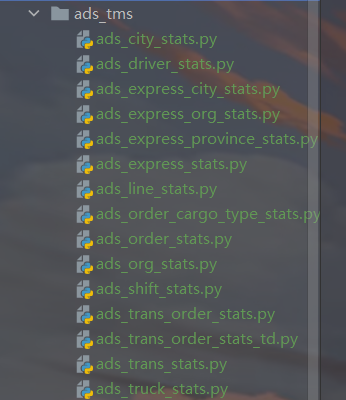 ads_tms
ads_city_stats.py
ads_driver_stats.py
ads_express_city_stats.py
ads_express_org_stats.py
ads_express_province_stats.py
ads_express_stats.py
ads_line_stats.py
ads_order_cargo_type_stats.py
ads_order_stats.py
ads_org_stats.py
ads_shift_stats.py
ads_trans_order_stats.py
ads_trans_order_stats_td.py
ads_trans_stats.py
ads_truck_stats.py